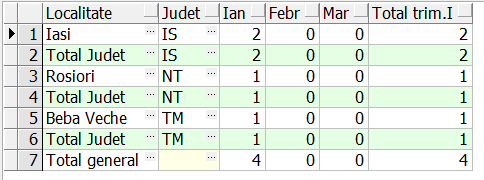 Localitate Judet Ian Febr Mar Total trim.I
1 Iasi IS 2 0 0 2
2 Total Judet IS 2 0 0 2
3 Rosiori NT 1 0 0 1
4 Total Judet NT 1 0 0 1
5 Beba Veche TM 1 0 0 1
6 Total Judet TM 1 0 0 1
7 Total general 4 0 0 4